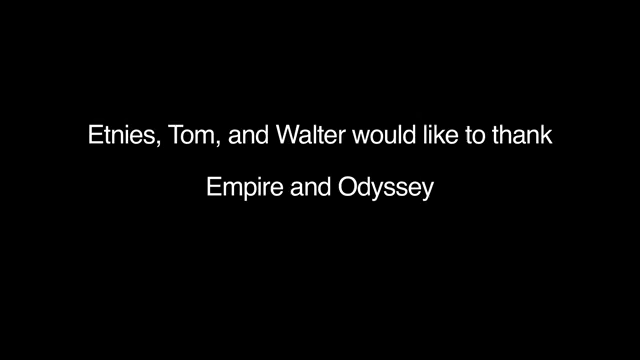 Etnies, Tom, and Walter would like to thank
Empire and Odyssey